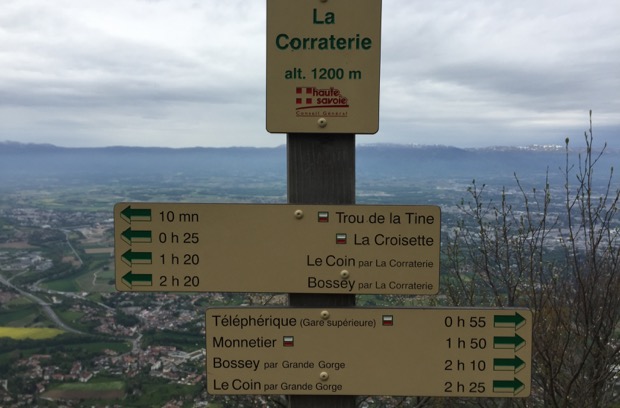 La
Corraterie
alt. 1200 m
haute
savoie
Conseil Général
10 mn Trou de la Tine
0 h 25 La Croisette
1 h 20 Le Coin par La Corraterie
2 h 20 Bossey par La Corraterie
Téléphérique (Gare supérieure) 0 h 55
Monnetier 1 h 50
Bossey par Grande Gorge 2 h 10
Le Coin par Grande Gorge 2 h 25